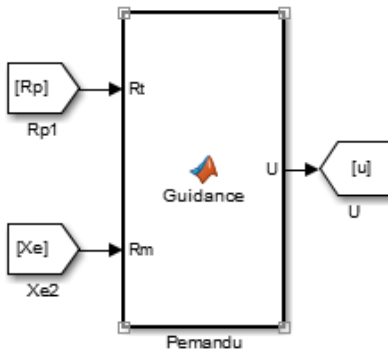 [Rp]
Rp1
Rt
Guidance
U
[u]
U
[Xe]
Xe2
Rm
Pemandu